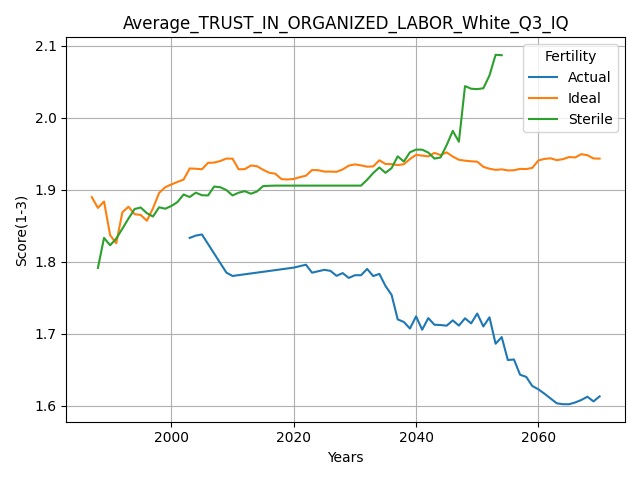 Average_TRUST_IN_ORGANIZED_LABOR_White_Q3_IQ
Fertility
Actual
Ideal
Sterile
Score(1-3)
2.1
2.0
1.9
1.8
1.7
1.6
2000
2020
2040
2060
Years